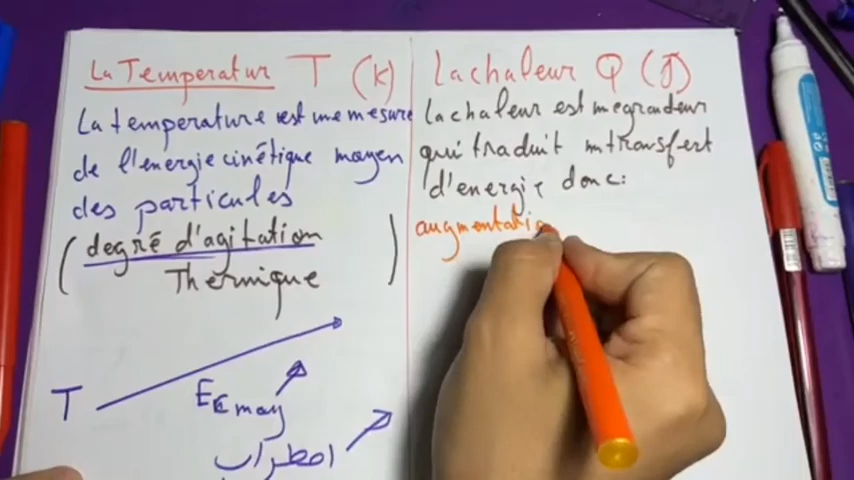 La Temperatur T (K)
La temperature est une mesure
de l'energie cinétique moyen
des particules
(degré d'agitation
Thermique)
T
Ec moy
اضطراب
La chaleur Q (J)
La chaleur est une grandeur
qui traduit un transfert
d'energie donc:
augmentatio